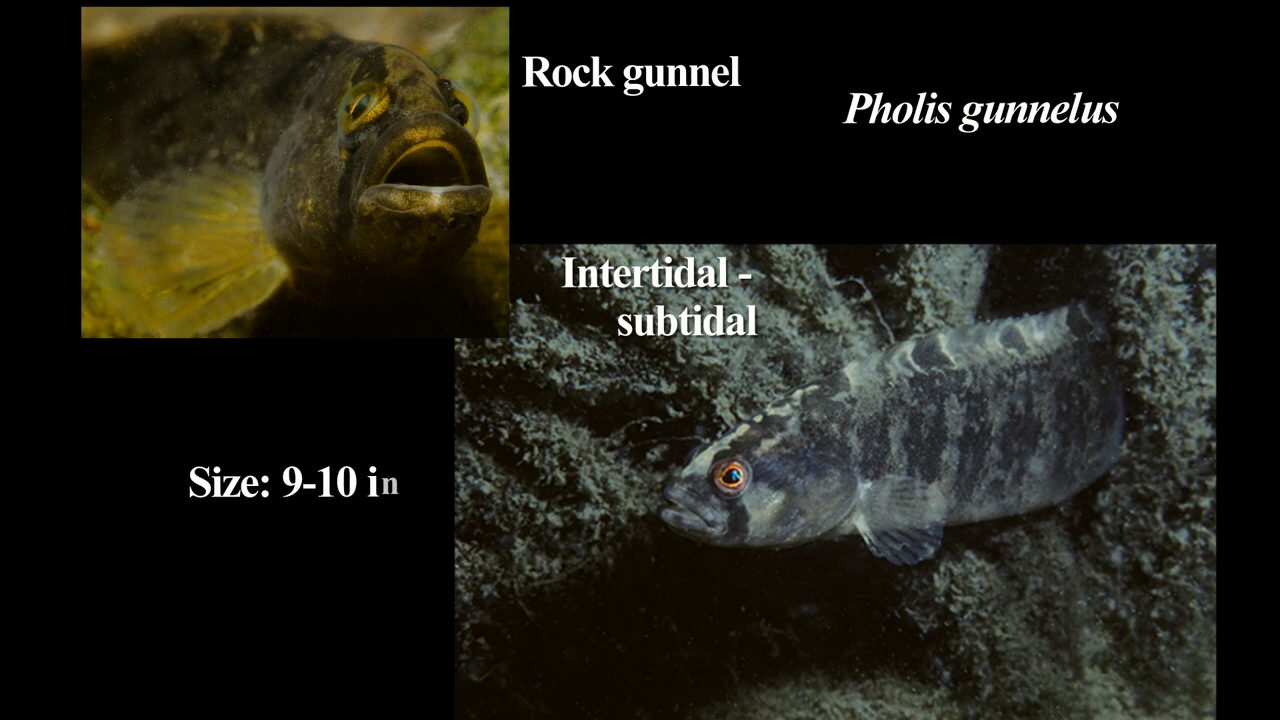 Rock gunnel
Pholis gunnelus
Intertidal -
subtidal
Size: 9-10 in